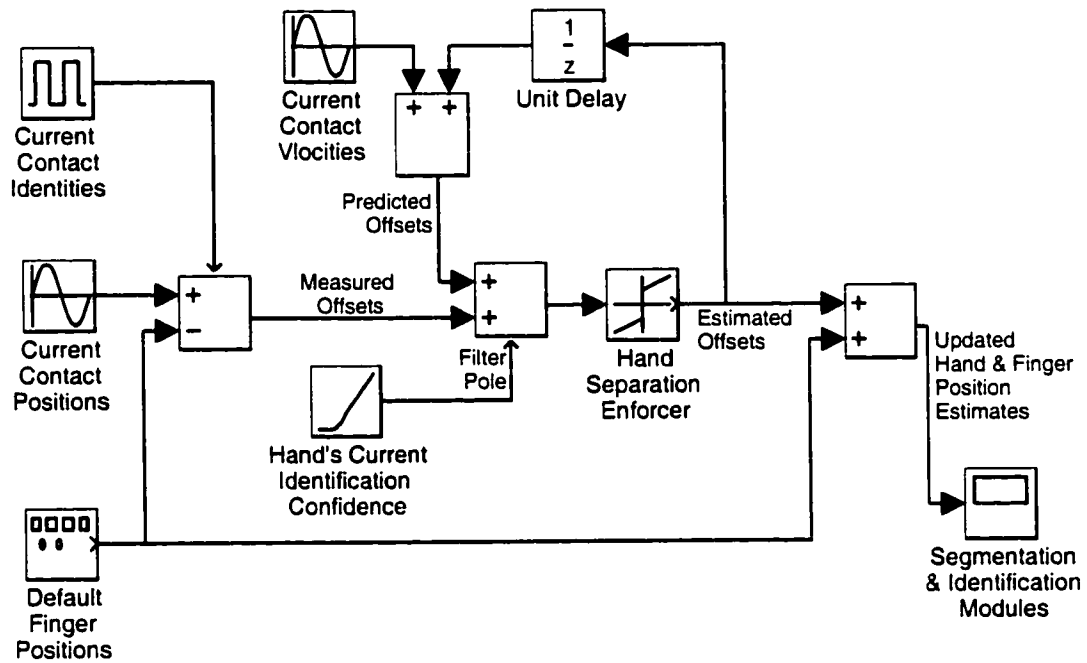 Current
Contact
Identities
Current
Contact
Vlocities
1
z
Unit Delay
+ +
Predicted
Offsets
Current
Contact
Positions
+
−
Measured
Offsets
+
+
Filter
Pole
Hand's Current
Identification
Confidence
Hand
Separation
Enforcer
Estimated
Offsets
+
+
Updated
Hand & Finger
Position
Estimates
Default
Finger
Positions
Segmentation
& Identification
Modules